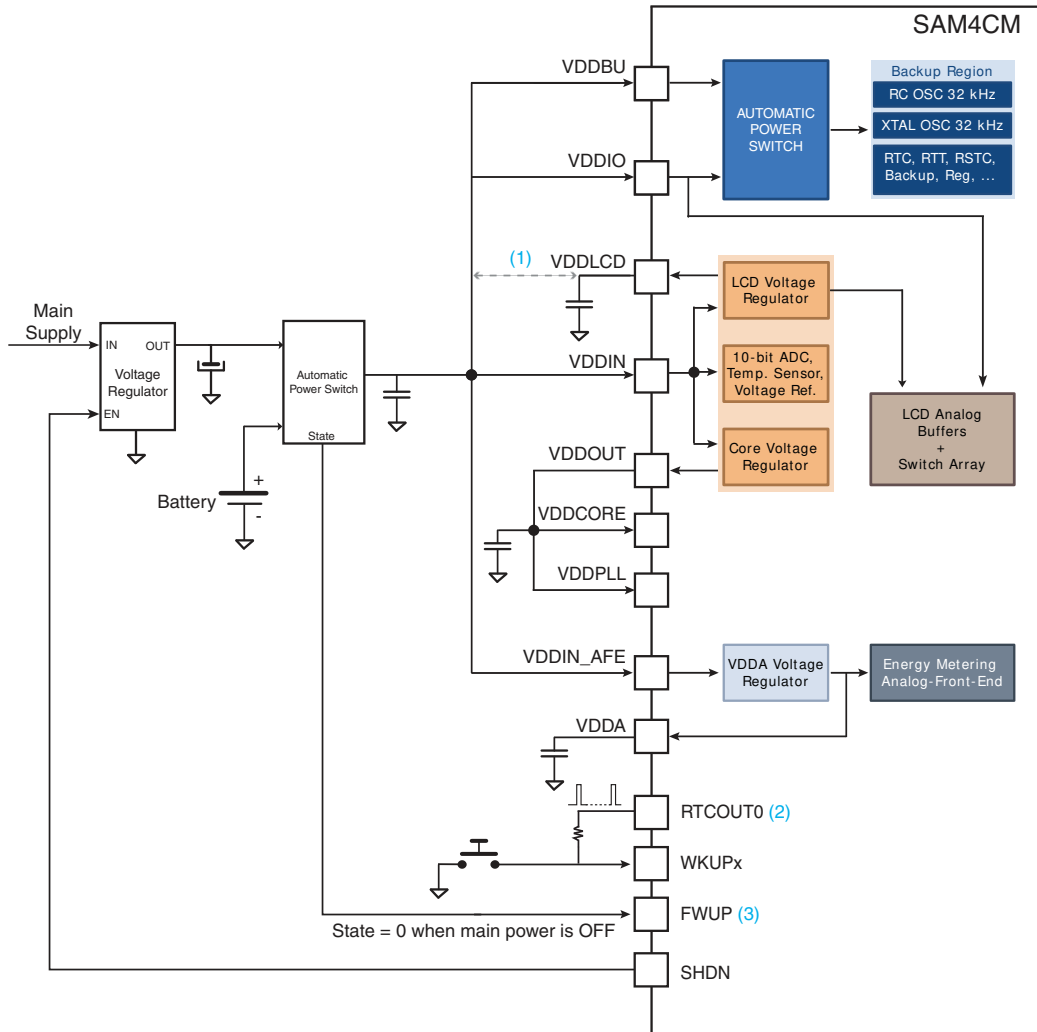 SAM4CM
VDDBU
AUTOMATIC
POWER
SWITCH
Backup Region
RC OSC 32 kHz
XTAL OSC 32 kHz
RTC, RTT, RSTC,
Backup, Reg, ...
VDDIO
(1)
VDDLCD
LCD Voltage
Regulator
Main
Supply
IN
OUT
Voltage
Regulator
EN
Automatic
Power Switch
State
VDDIN
10-bit ADC,
Temp. Sensor,
Voltage Ref.
LCD Analog
Buffers
+
Switch Array
Core Voltage
Regulator
VDDOUT
Battery
+
-
VDDCORE
VDDPLL
VDDIN_AFE
VDDA Voltage
Regulator
Energy Metering
Analog-Front-End
VDDA
RTCOUT0 (2)
WKUPx
FWUP (3)
State = 0 when main power is OFF
SHDN